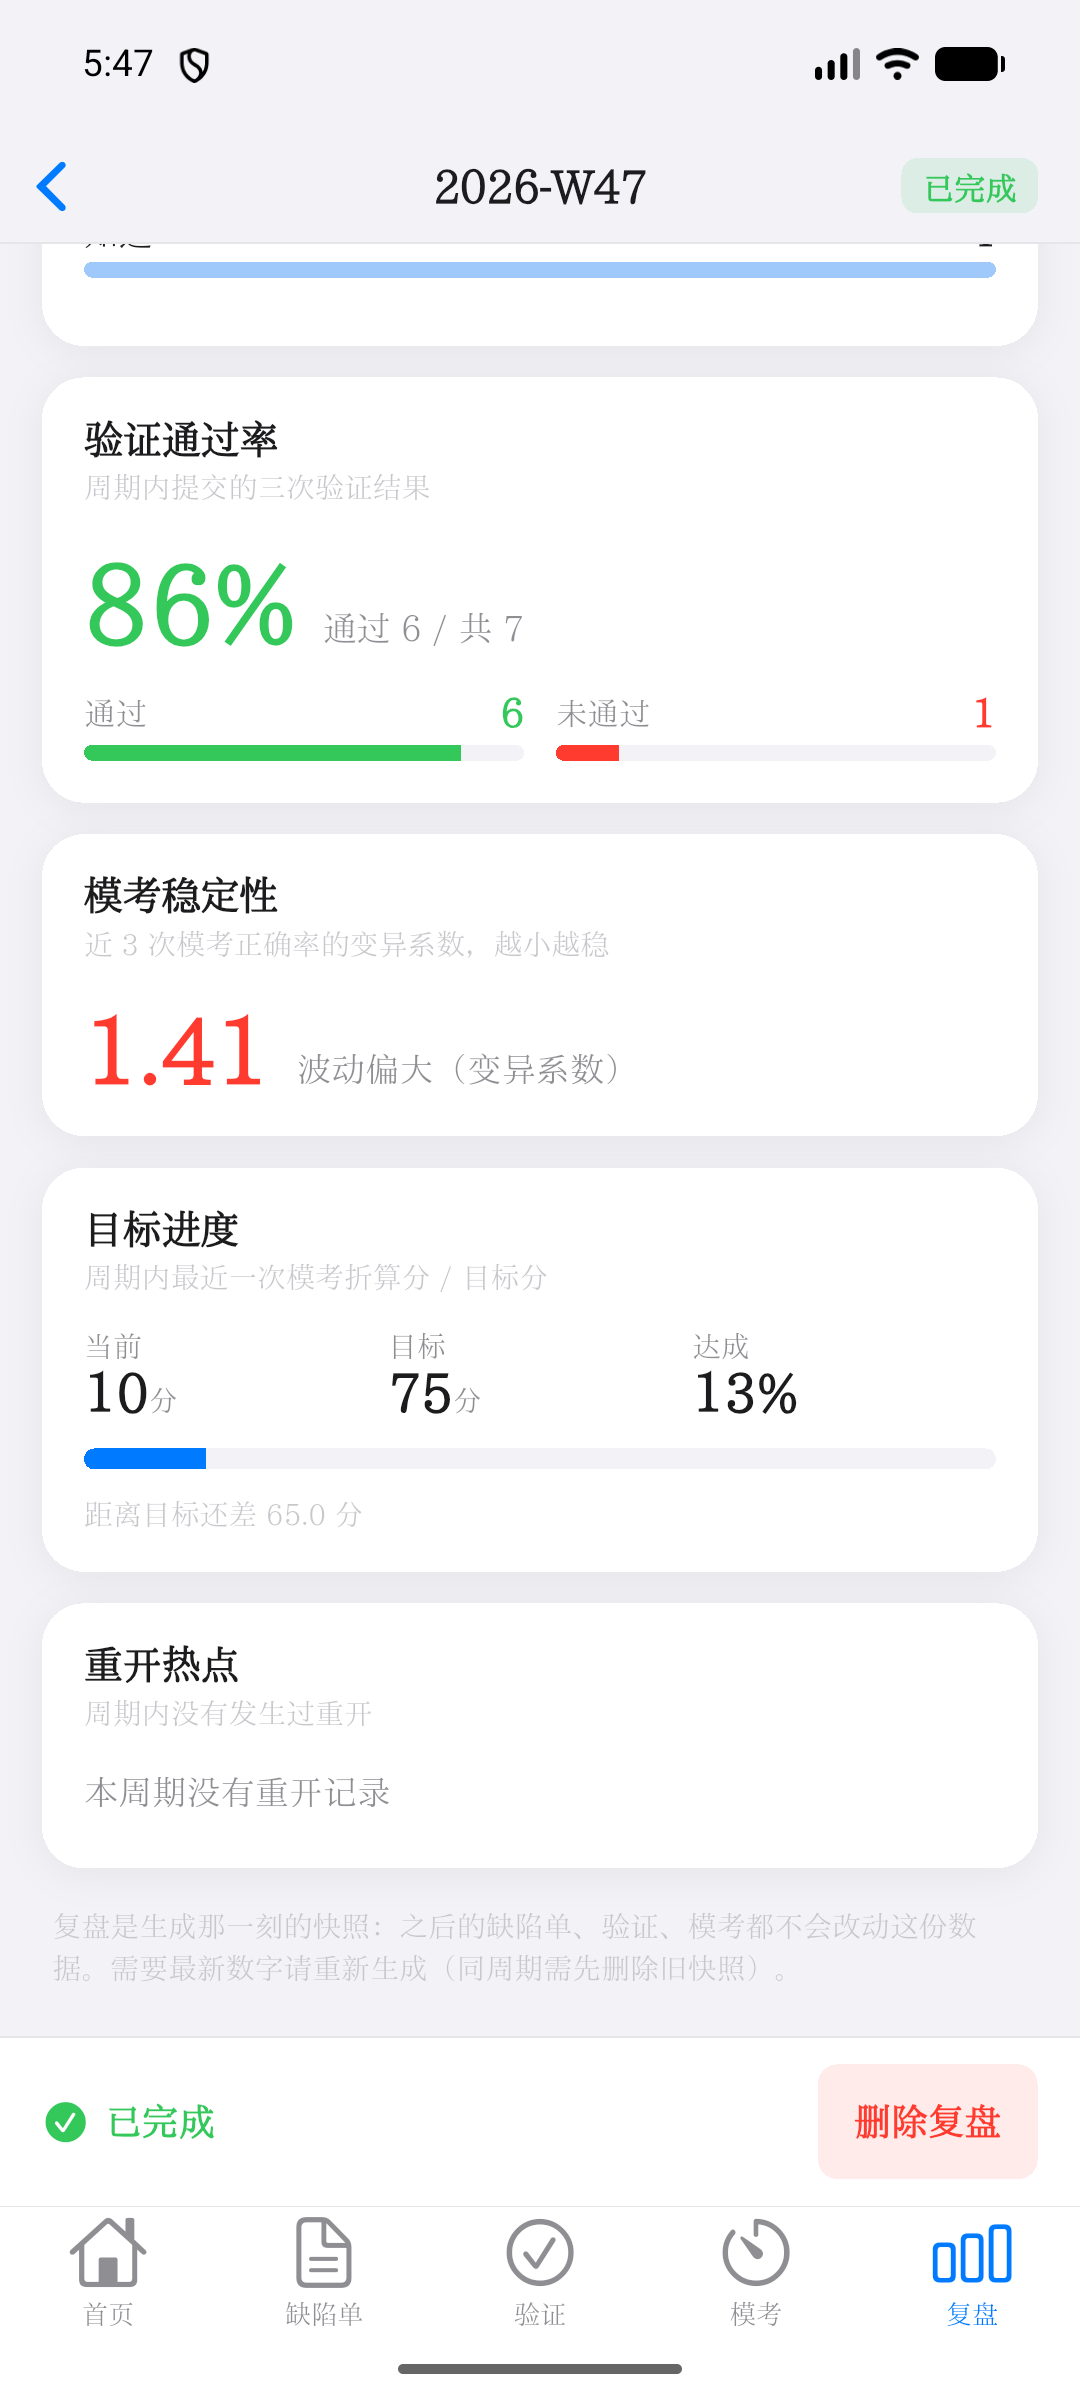 5:47
2026-W47
已完成
验证通过率
周期内提交的三次验证结果
86% 通过 6 / 共 7
通过 6 未通过 1
模考稳定性
近 3 次模考正确率的变异系数，越小越稳
1.41 波动偏大（变异系数）
目标进度
周期内最近一次模考折算分 / 目标分
当前 目标 达成
10分 75分 13%
距离目标还差 65.0 分
重开热点
周期内没有发生过重开
本周期没有重开记录
复盘是生成那一刻的快照：之后的缺陷单、验证、模考都不会改动这份数
据。需要最新数字请重新生成（同周期需先删除旧快照）。
已完成 删除复盘
首页 缺陷单 验证 模考 复盘